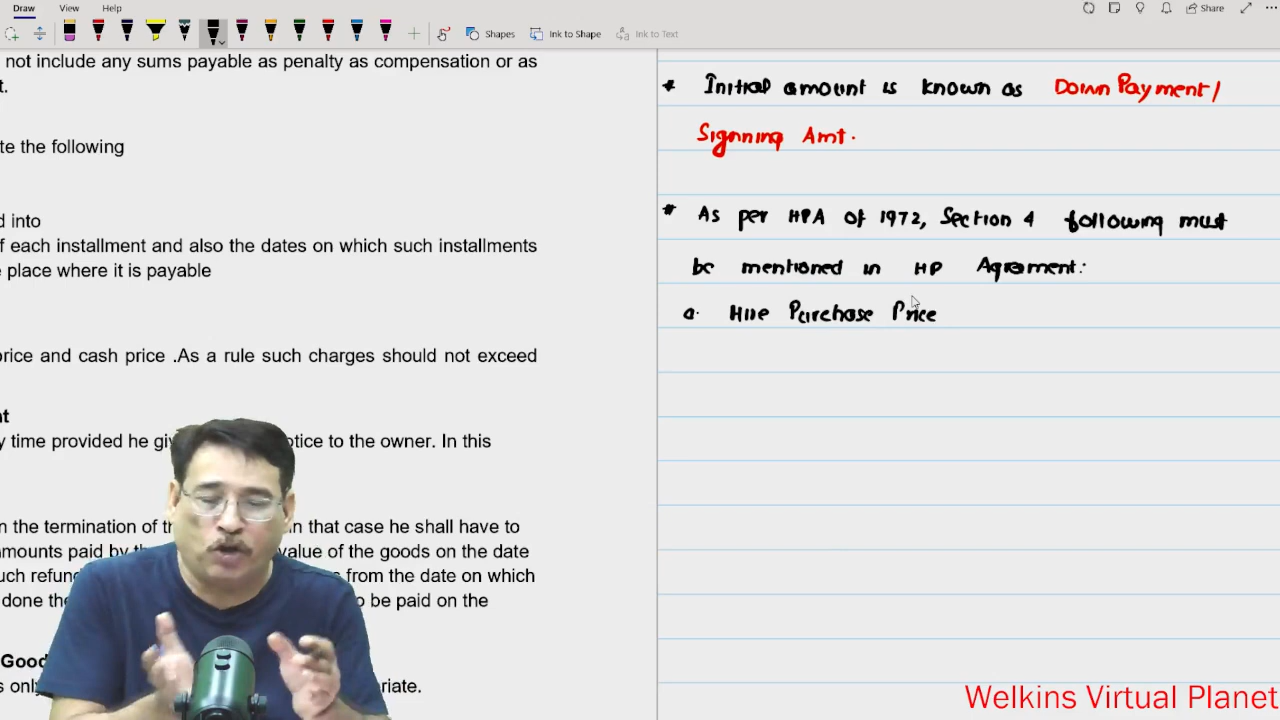 Draw View Help
Share
Shapes Ink to Shape Ink to Text
not include any sums payable as penalty as compensation or as
t.
te the following
d into
f each installment and also the dates on which such installments
e place where it is payable
price and cash price .As a rule such charges should not exceed
nt
y time provided he gi otice to the owner. In this
n the termination of t n that case he shall have to
amounts paid by th value of the goods on the date
uch refun from the date on which
done the o be paid on the
Good
s only riate.
* Initial amount is known as Down Payment/
Signning Amt.
* As per HPA of 1972, Section 4 following must
be mentioned in HP Agrement:
a. Hire Purchase Price
Welkins Virtual Planet